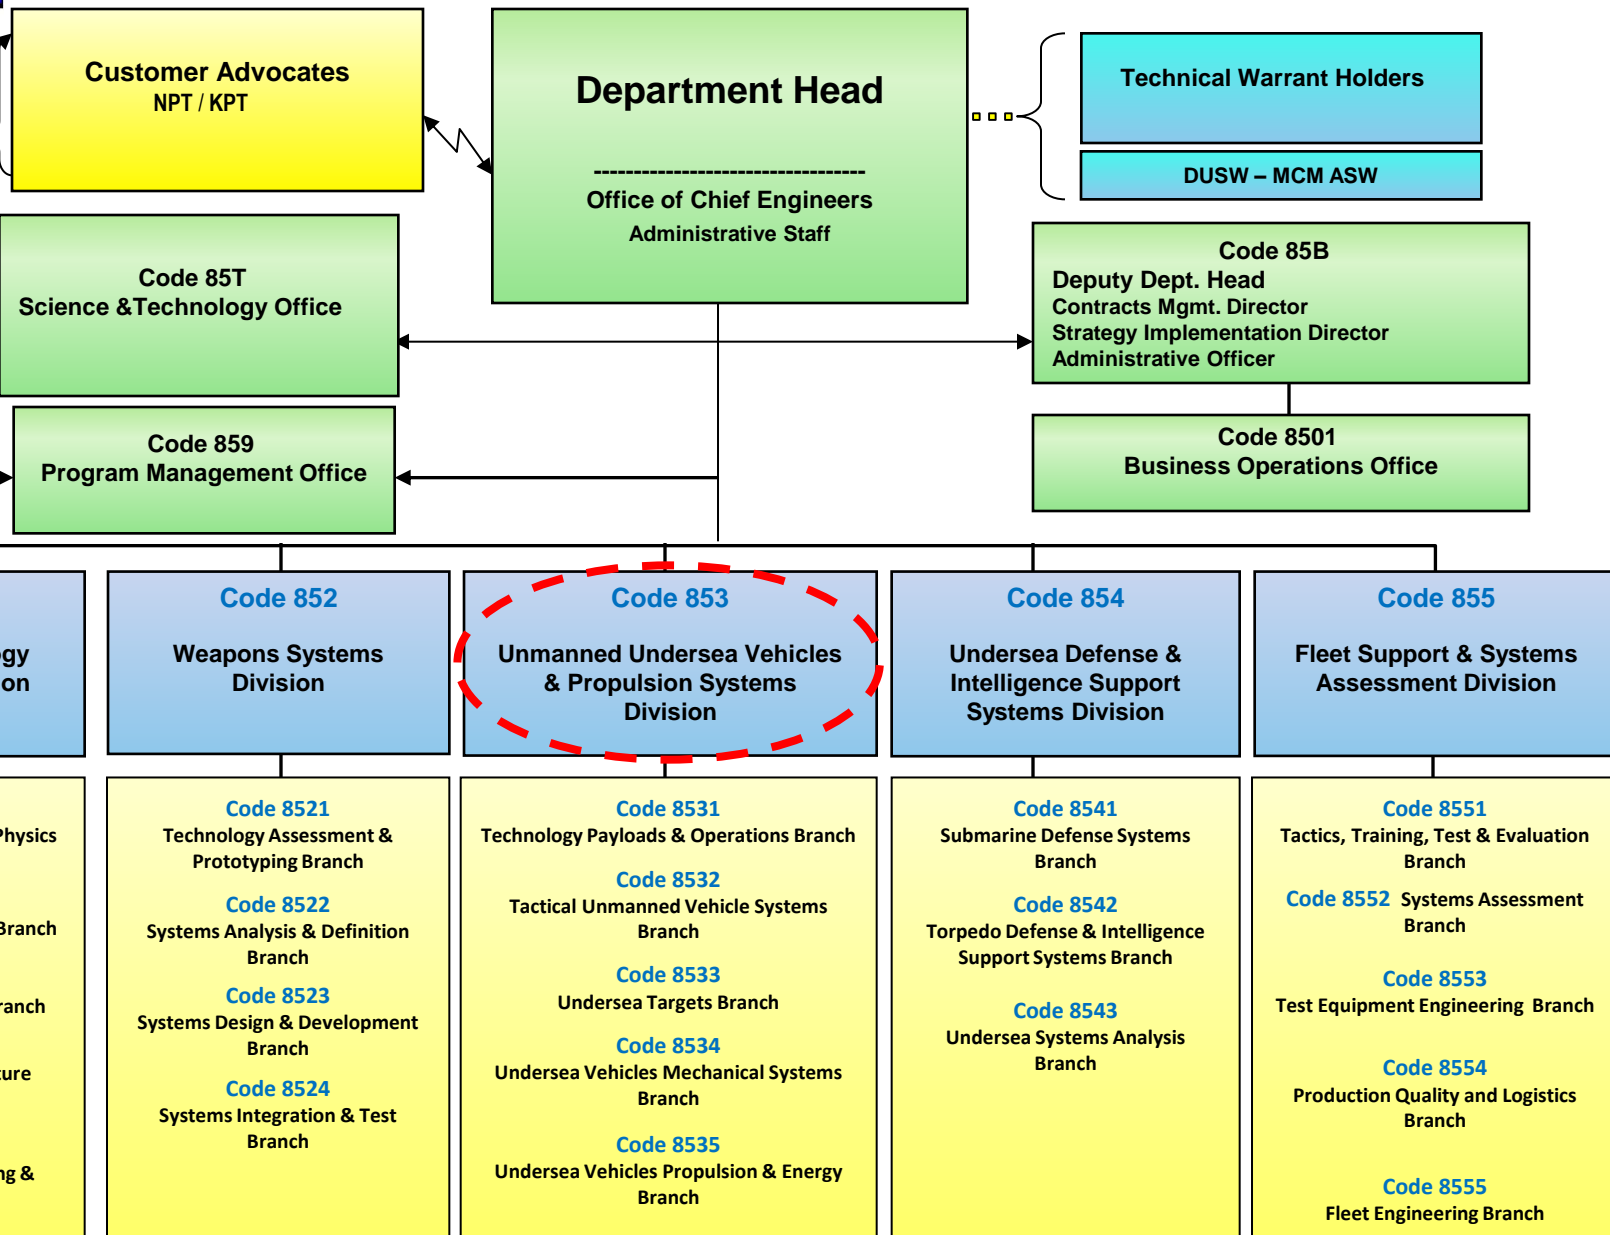 Customer Advocates
NPT / KPT
Department Head
----------------------------------
Office of Chief Engineers
Administrative Staff
Technical Warrant Holders
DUSW – MCM ASW
Code 85T
Science &Technology Office
Code 85B
Deputy Dept. Head
Contracts Mgmt. Director
Strategy Implementation Director
Administrative Officer
Code 859
Program Management Office
Code 8501
Business Operations Office
gy
on
Code 852
Weapons Systems
Division
Code 853
Unmanned Undersea Vehicles
& Propulsion Systems
Division
Code 854
Undersea Defense &
Intelligence Support
Systems Division
Code 855
Fleet Support & Systems
Assessment Division
Physics
Branch
ranch
ture
ng &
Code 8521
Technology Assessment &
Prototyping Branch
Code 8522
Systems Analysis & Definition
Branch
Code 8523
Systems Design & Development
Branch
Code 8524
Systems Integration & Test
Branch
Code 8531
Technology Payloads & Operations Branch
Code 8532
Tactical Unmanned Vehicle Systems
Branch
Code 8533
Undersea Targets Branch
Code 8534
Undersea Vehicles Mechanical Systems
Branch
Code 8535
Undersea Vehicles Propulsion & Energy
Branch
Code 8541
Submarine Defense Systems
Branch
Code 8542
Torpedo Defense & Intelligence
Support Systems Branch
Code 8543
Undersea Systems Analysis
Branch
Code 8551
Tactics, Training, Test & Evaluation
Branch
Code 8552 Systems Assessment
Branch
Code 8553
Test Equipment Engineering Branch
Code 8554
Production Quality and Logistics
Branch
Code 8555
Fleet Engineering Branch